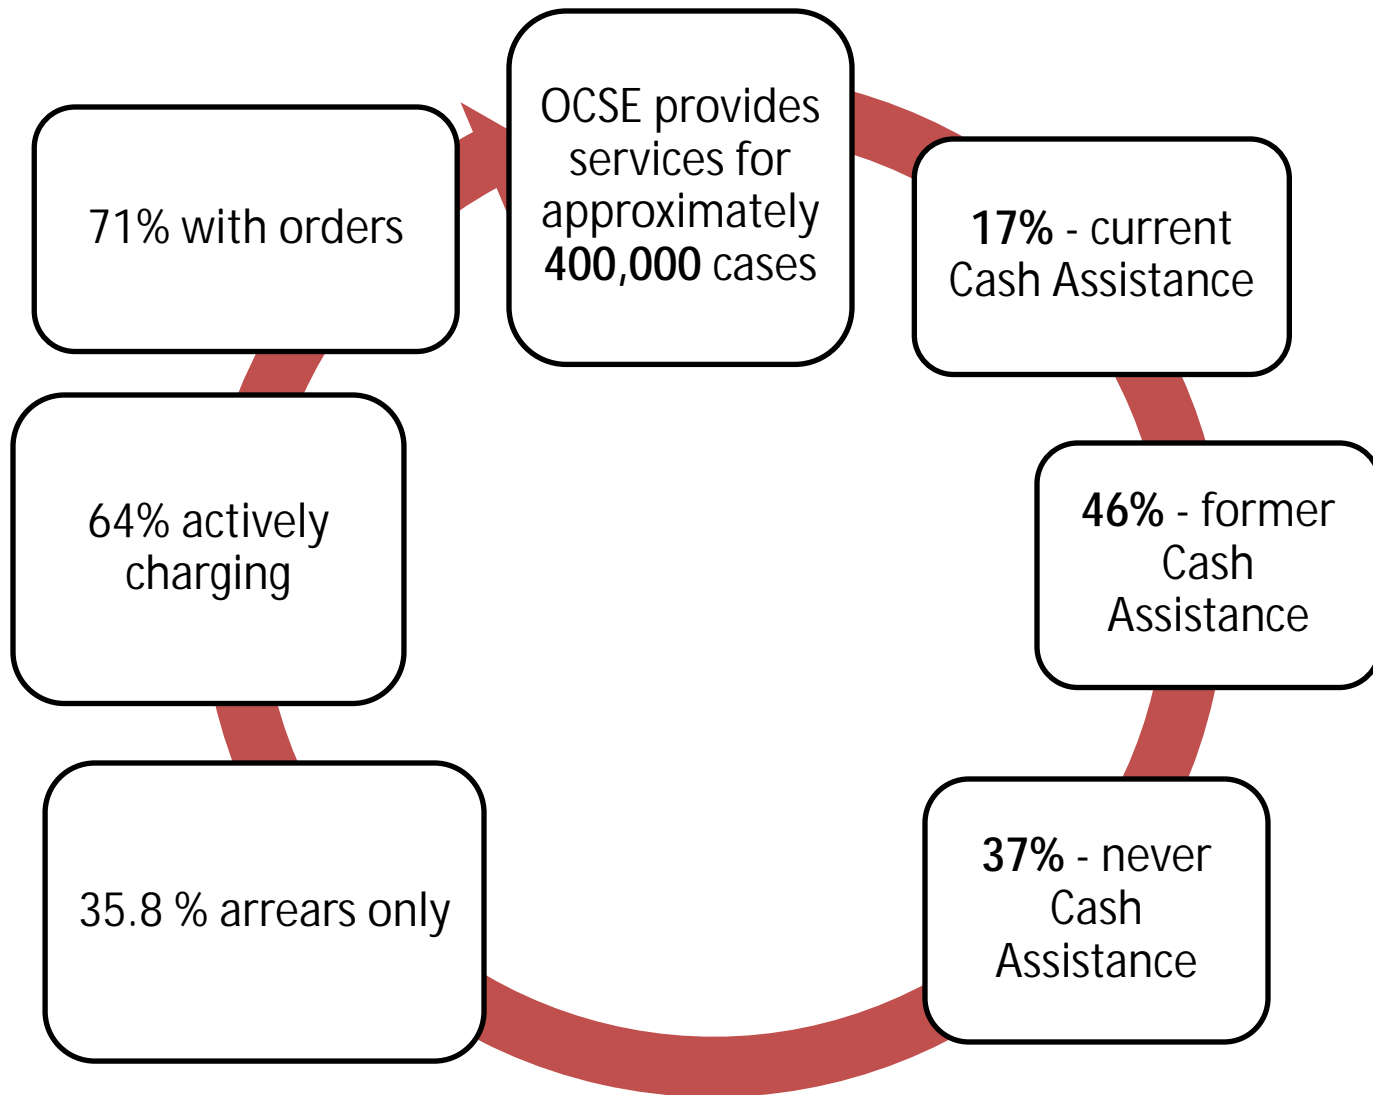 OCSE provides
services for
approximately
400,000 cases
17% - current
Cash Assistance
46% - former
Cash
Assistance
37% - never
Cash
Assistance
35.8 % arrears only
64% actively
charging
71% with orders